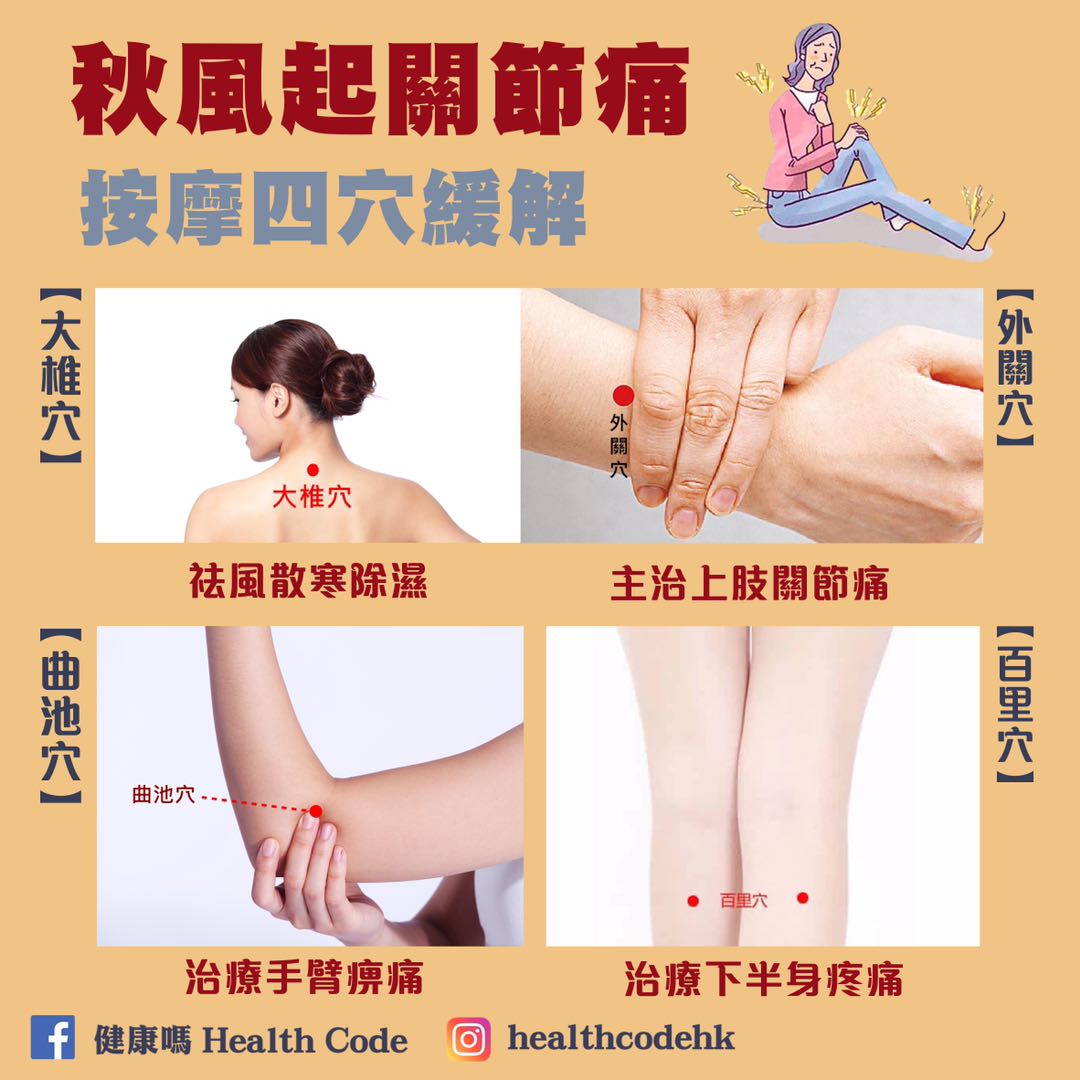 秋風起關節痛
按摩四穴緩解
【大椎穴】
大椎穴
外關穴
【外關穴】
祛風散寒除濕
主治上肢關節痛
【曲池穴】
曲池穴
百里穴
【百里穴】
治療手臂痹痛
治療下半身疼痛
健康嗎 Health Code
healthcodehk